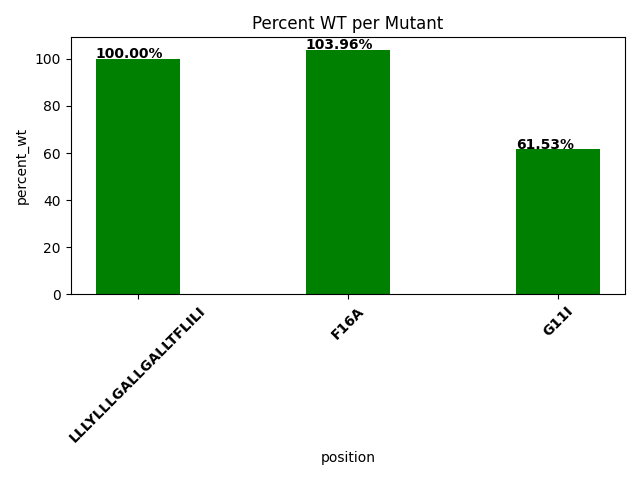 Percent WT per Mutant
percent_wt
100
80
60
40
20
0
100.00%
103.96%
61.53%
LLLYLLLGALLGALLTFLILI
F16A
G11I
position